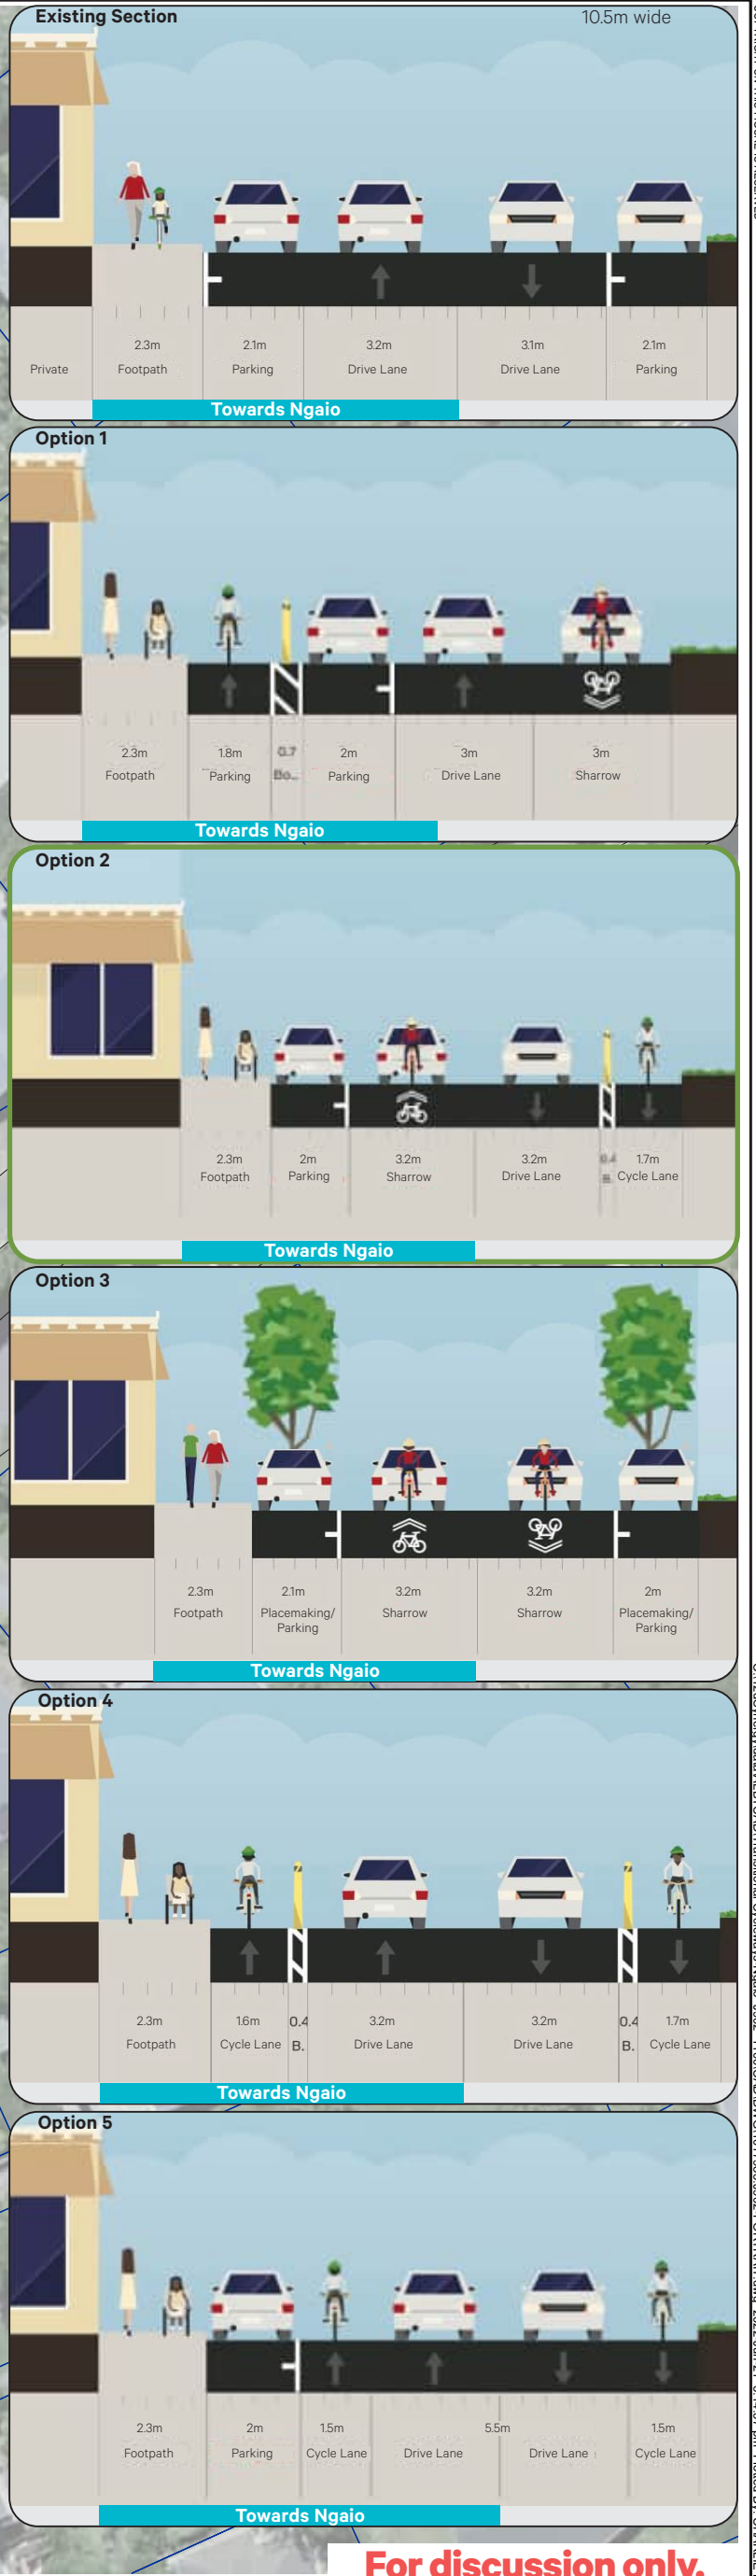 Existing Section 10.5m wide
2.3m 2.1m 3.2m 3.1m 2.1m
Private Footpath Parking Drive Lane Drive Lane Parking
Towards Ngaio
Option 1
2.3m 1.8m 0.7 2m 3m 3m
Footpath Parking Bo... Parking Drive Lane Sharrow
Towards Ngaio
Option 2
2.3m 2m 3.2m 3.2m 0.4 1.7m
Footpath Parking Sharrow Drive Lane B. Cycle Lane
Towards Ngaio
Option 3
2.3m 2.1m 3.2m 3.2m 2m
Footpath Placemaking/ Sharrow Sharrow Placemaking/
Parking Parking
Towards Ngaio
Option 4
2.3m 1.6m 0.4 3.2m 3.2m 0.4 1.7m
Footpath Cycle Lane B. Drive Lane Drive Lane B. Cycle Lane
Towards Ngaio
Option 5
2.3m 2m 1.5m 5.5m 1.5m
Footpath Parking Cycle Lane Drive Lane Drive Lane Cycle Lane
Towards Ngaio
For discussion only.